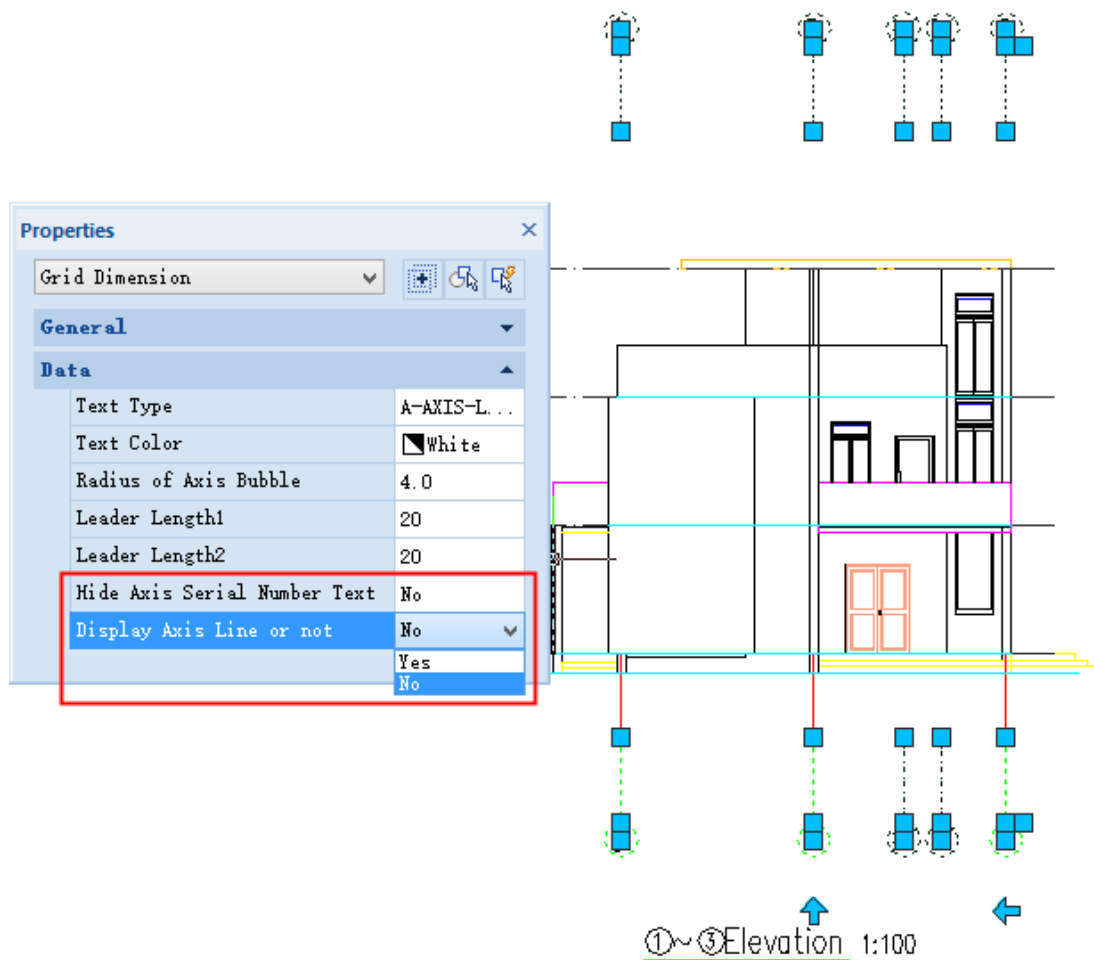 Properties
Grid Dimension
General
Data
Text Type A-AXIS-L...
Text Color White
Radius of Axis Bubble 4.0
Leader Length1 20
Leader Length2 20
Hide Axis Serial Number Text No
Display Axis Line or not No
Yes
No
①~③Elevation 1:100